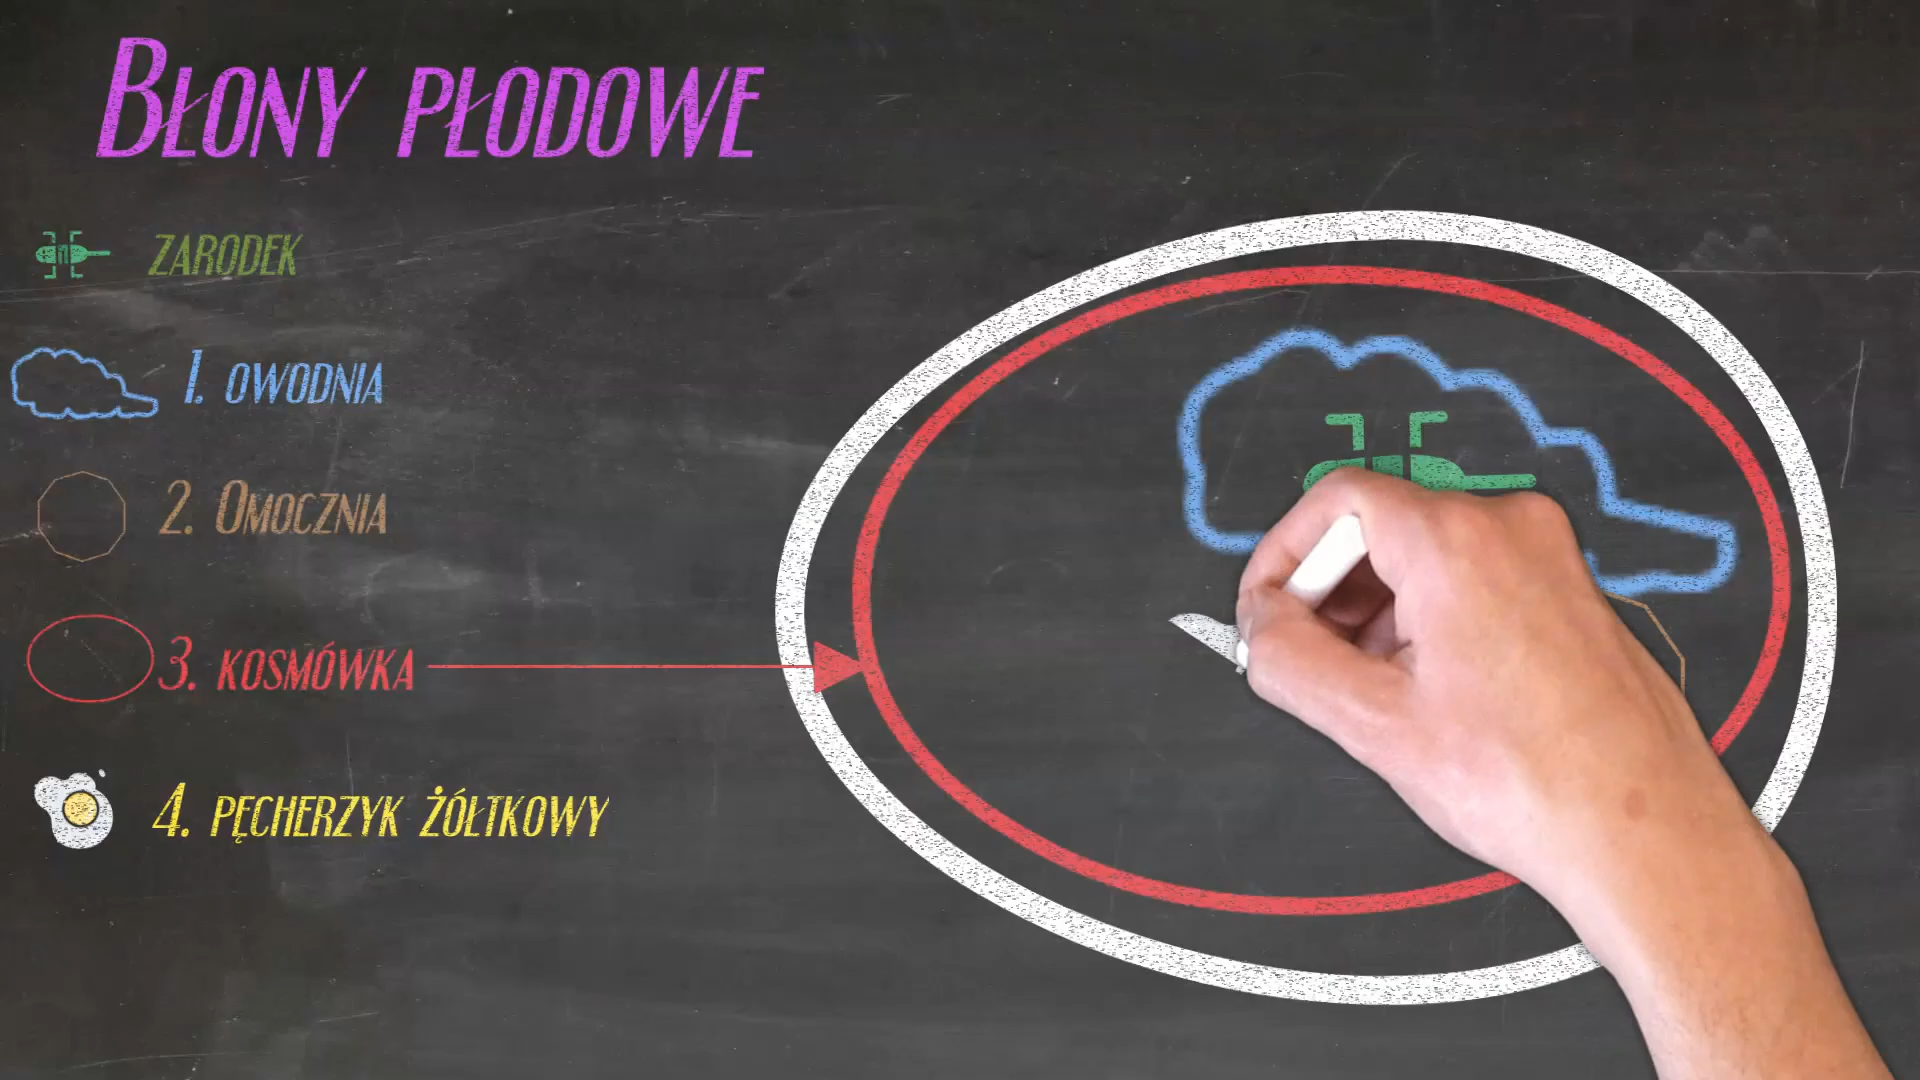 Błony płodowe
zarodek
1. owodnia
2. Omocznia
3. kosmówka
4. pęcherzyk żółtkowy